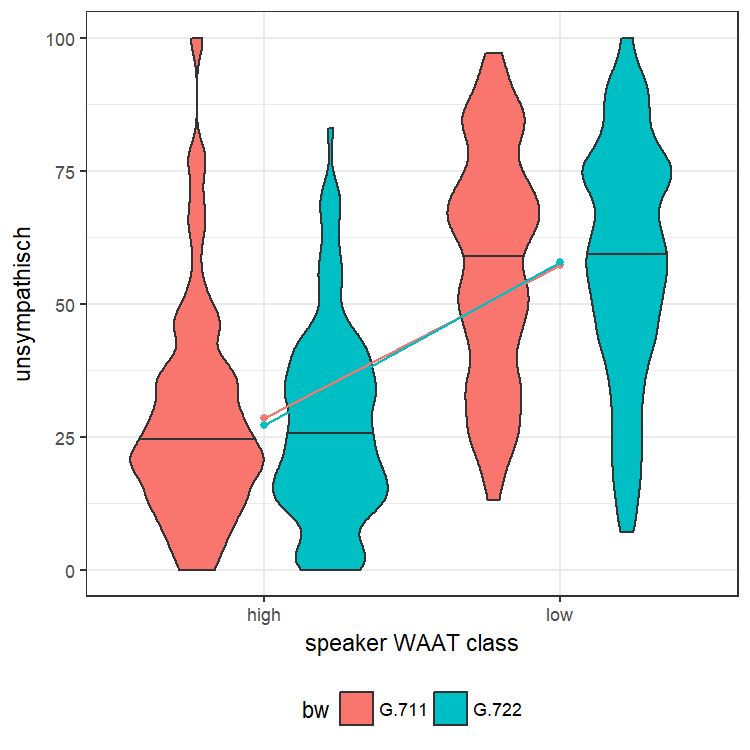 unsympathisch
100
75
50
25
0
high low
speaker WAAT class
bw G.711 G.722